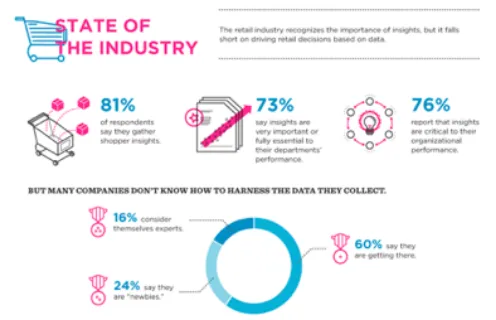 STATE OF
THE INDUSTRY
The retail industry recognizes the importance of insights, but it falls
short on driving retail decisions based on data.
81%
of respondents
say they gather
shopper insights.
73%
say insights are
very important or
fully essential to
their departments'
performance.
76%
report that insights
are critical to their
organizational
performance.
BUT MANY COMPANIES DON'T KNOW HOW TO HARNESS THE DATA THEY COLLECT.
16% consider
themselves experts.
60% say they
are getting there.
24% say they
are "newbies."